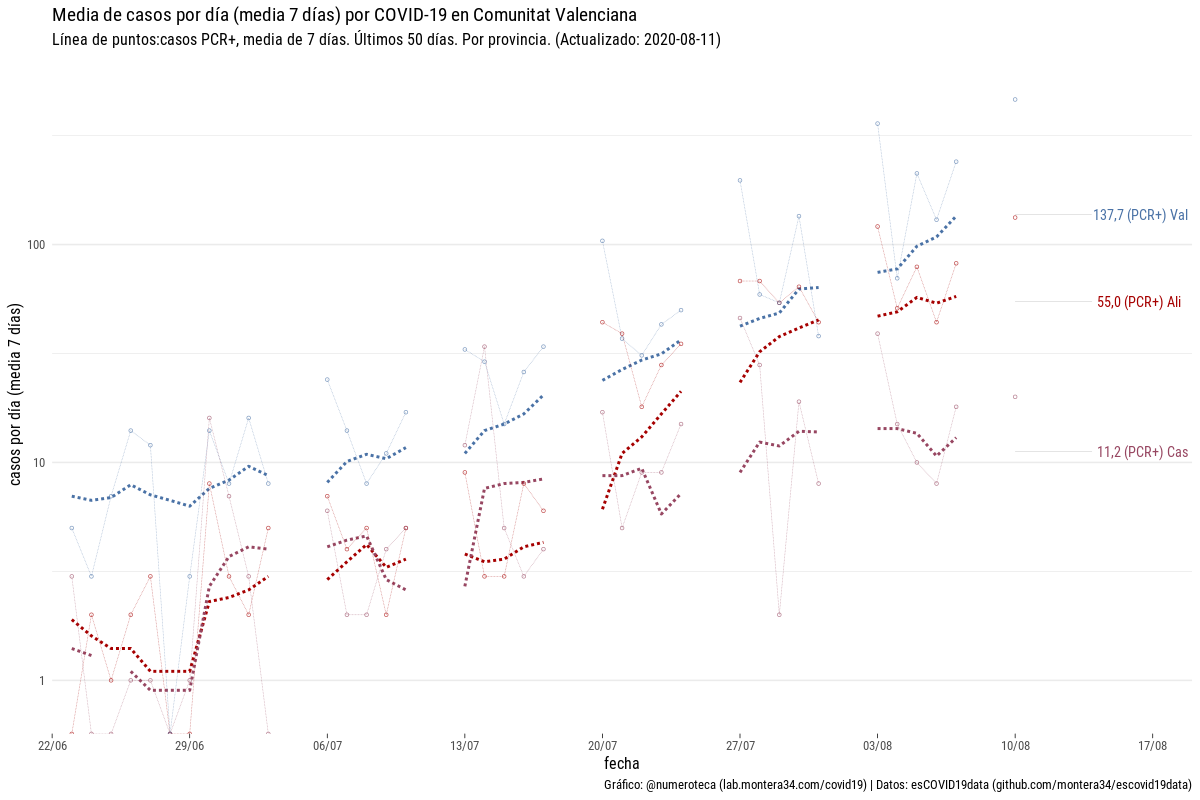 Media de casos por día (media 7 días) por COVID-19 en Comunitat Valenciana
Línea de puntos:casos PCR+, media de 7 días. Últimos 50 días. Por provincia. (Actualizado: 2020-08-11)
casos por día (media 7 días)
100
10
1
137,7 (PCR+) Val
55,0 (PCR+) Ali
11,2 (PCR+) Cas
22/06
29/06
06/07
13/07
20/07
27/07
03/08
10/08
17/08
fecha
Gráfico: @numeroteca (lab.montera34.com/covid19) | Datos: esCOVID19data (github.com/montera34/escovid19data)